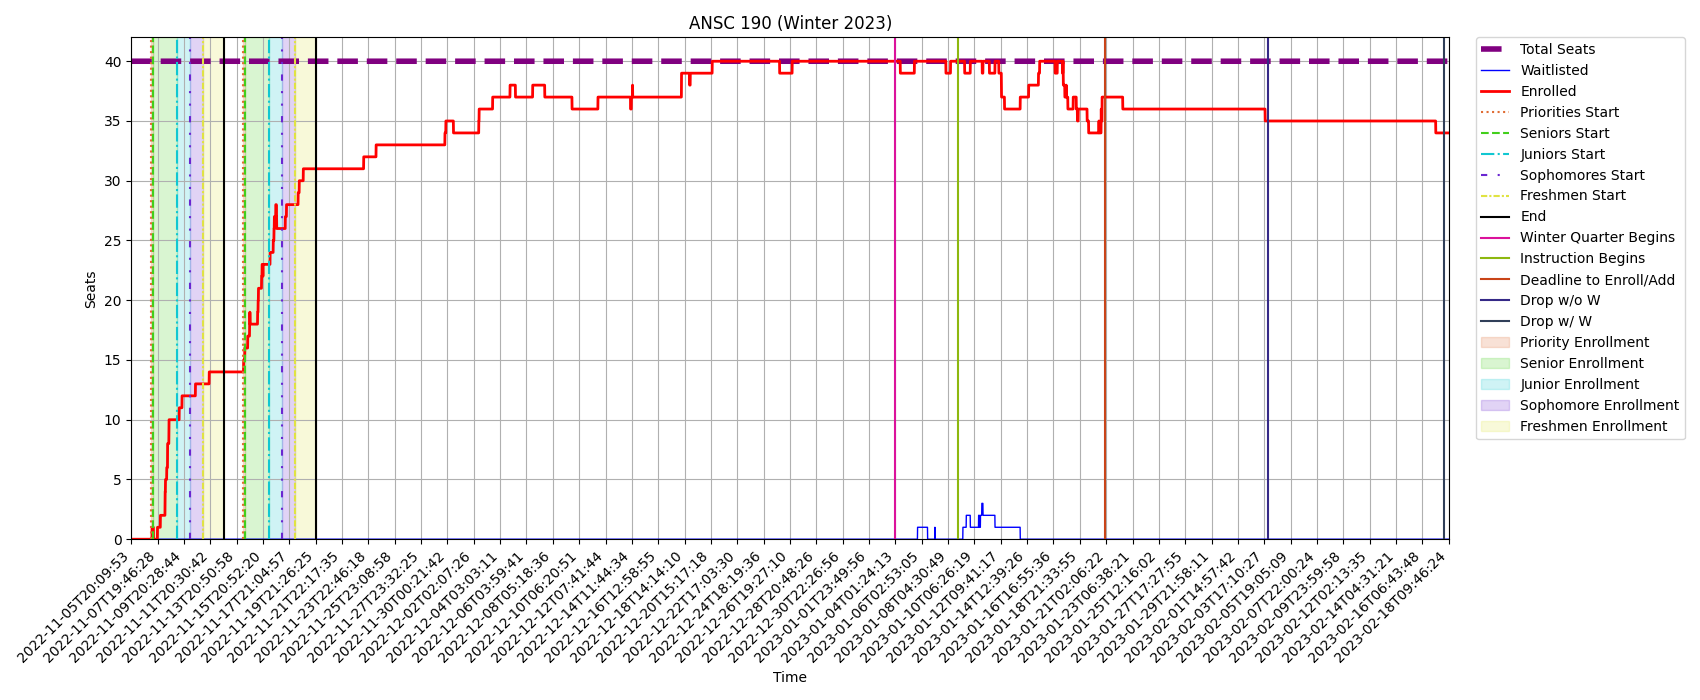 ANSC 190 (Winter 2023)
Seats
40
35
30
25
20
15
10
5
0
2022-11-05T20:09:53
2022-11-07T19:46:28
2022-11-09T20:28:44
2022-11-11T20:30:42
2022-11-13T20:50:58
2022-11-15T20:52:20
2022-11-17T21:04:57
2022-11-19T21:26:25
2022-11-21T22:17:35
2022-11-23T22:46:18
2022-11-25T23:08:58
2022-11-27T23:32:25
2022-11-30T00:21:42
2022-12-02T02:07:26
2022-12-04T03:03:11
2022-12-06T03:59:41
2022-12-08T05:18:36
2022-12-10T06:20:51
2022-12-12T07:41:44
2022-12-14T11:44:34
2022-12-16T12:58:55
2022-12-18T14:14:10
2022-12-20T15:17:18
2022-12-22T17:03:30
2022-12-24T18:19:36
2022-12-26T19:27:10
2022-12-28T20:48:26
2022-12-30T22:26:56
2023-01-01T23:49:56
2023-01-04T01:24:13
2023-01-06T02:53:05
2023-01-08T04:30:49
2023-01-10T06:26:19
2023-01-12T09:41:17
2023-01-14T12:39:26
2023-01-16T16:55:36
2023-01-18T21:33:55
2023-01-21T02:06:22
2023-01-23T06:38:21
2023-01-25T12:16:02
2023-01-27T17:27:55
2023-01-29T21:58:11
2023-02-01T14:57:42
2023-02-03T17:10:27
2023-02-05T19:05:09
2023-02-07T22:00:24
2023-02-09T23:59:58
2023-02-12T02:13:35
2023-02-14T04:31:21
2023-02-16T06:43:48
2023-02-18T09:46:24
Time
Total Seats
Waitlisted
Enrolled
Priorities Start
Seniors Start
Juniors Start
Sophomores Start
Freshmen Start
End
Winter Quarter Begins
Instruction Begins
Deadline to Enroll/Add
Drop w/o W
Drop w/ W
Priority Enrollment
Senior Enrollment
Junior Enrollment
Sophomore Enrollment
Freshmen Enrollment